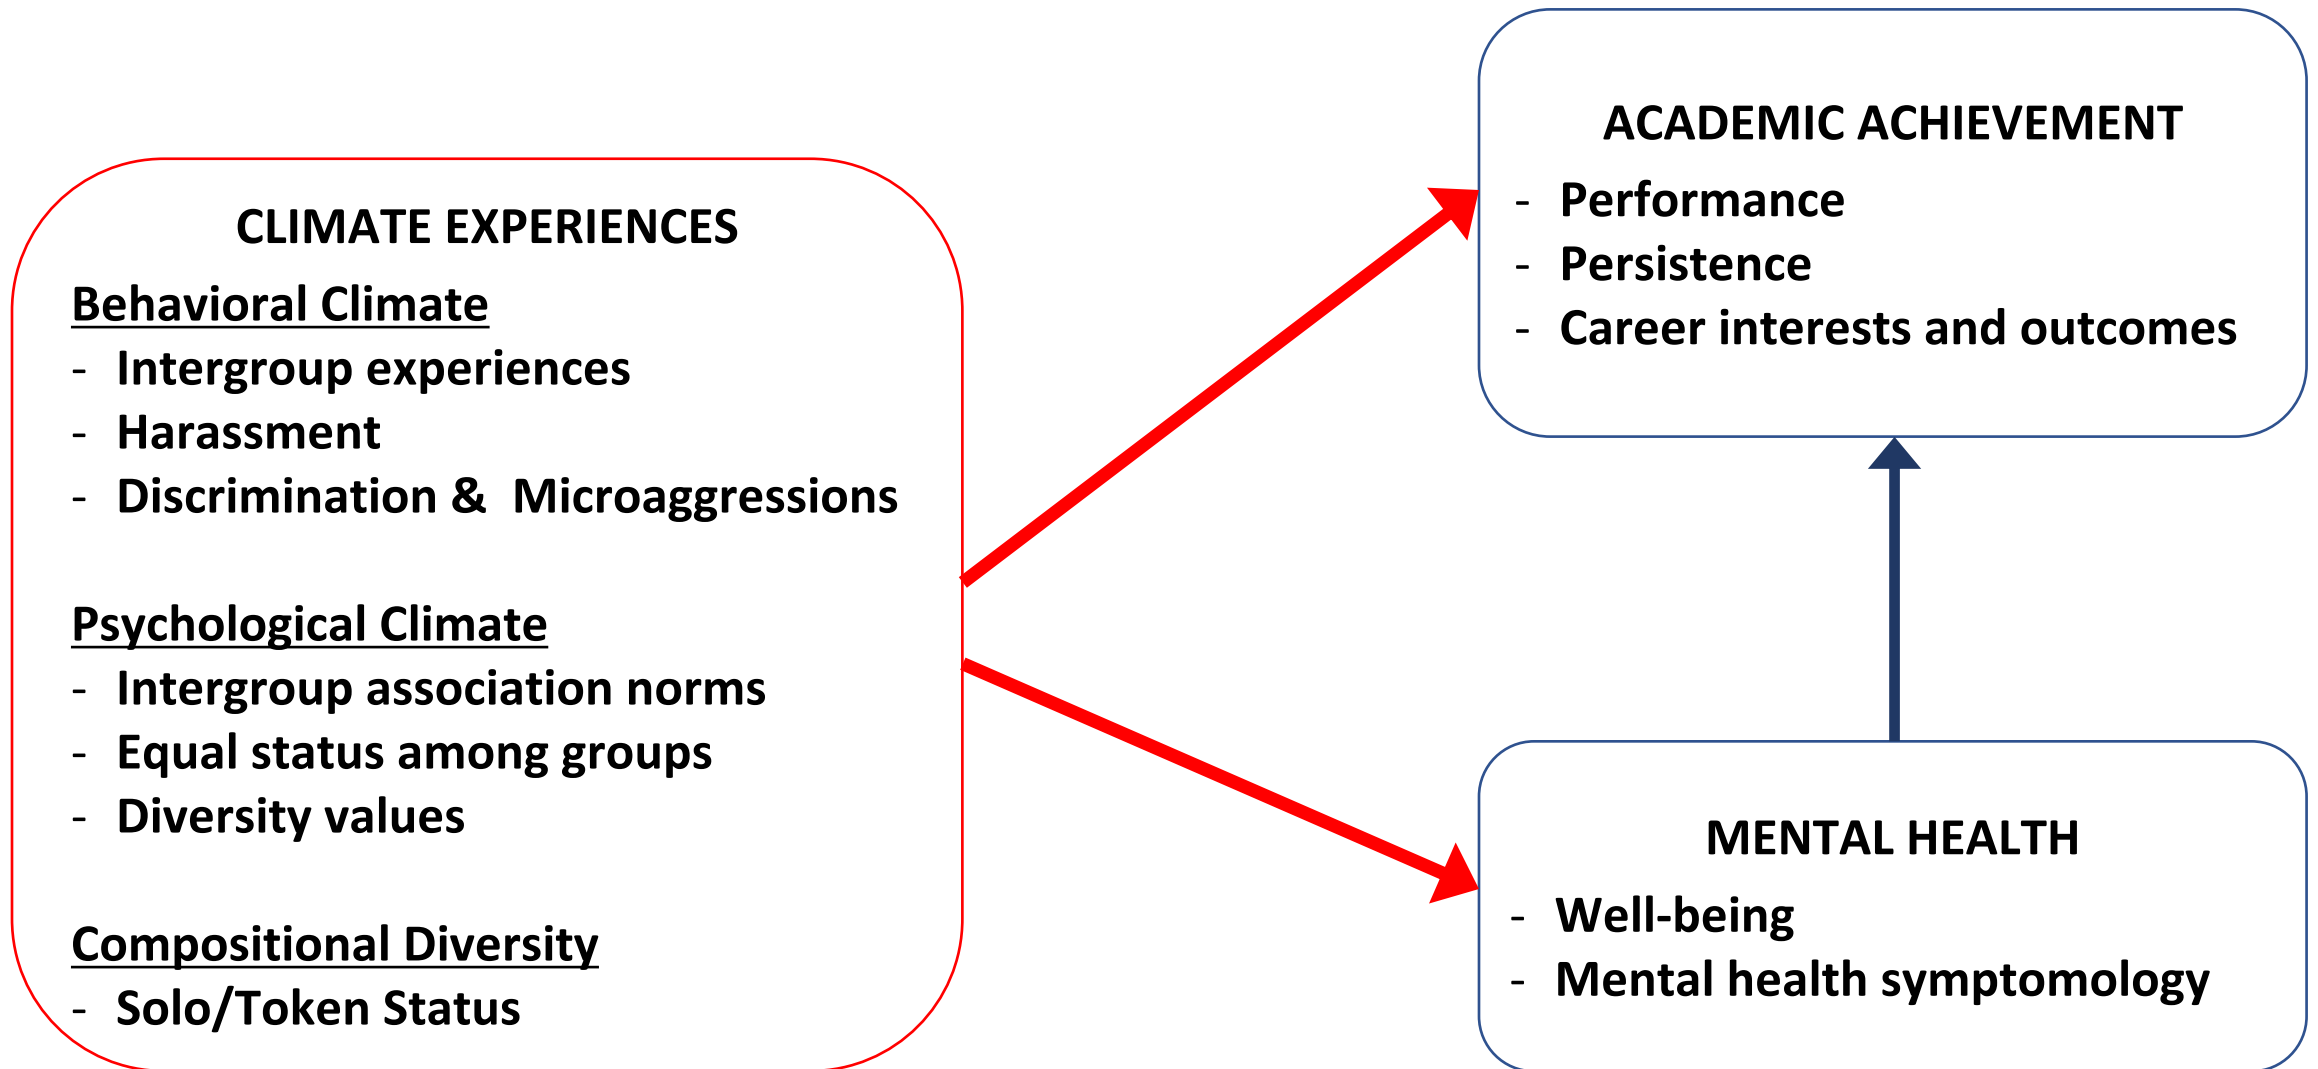 CLIMATE EXPERIENCES
Behavioral Climate
- Intergroup experiences
- Harassment
- Discrimination &  Microaggressions
Psychological Climate
- Intergroup association norms
- Equal status among groups
- Diversity values
Compositional Diversity
- Solo/Token Status
ACADEMIC ACHIEVEMENT
- Performance
- Persistence
- Career interests and outcomes
MENTAL HEALTH
- Well-being
- Mental health symptomology